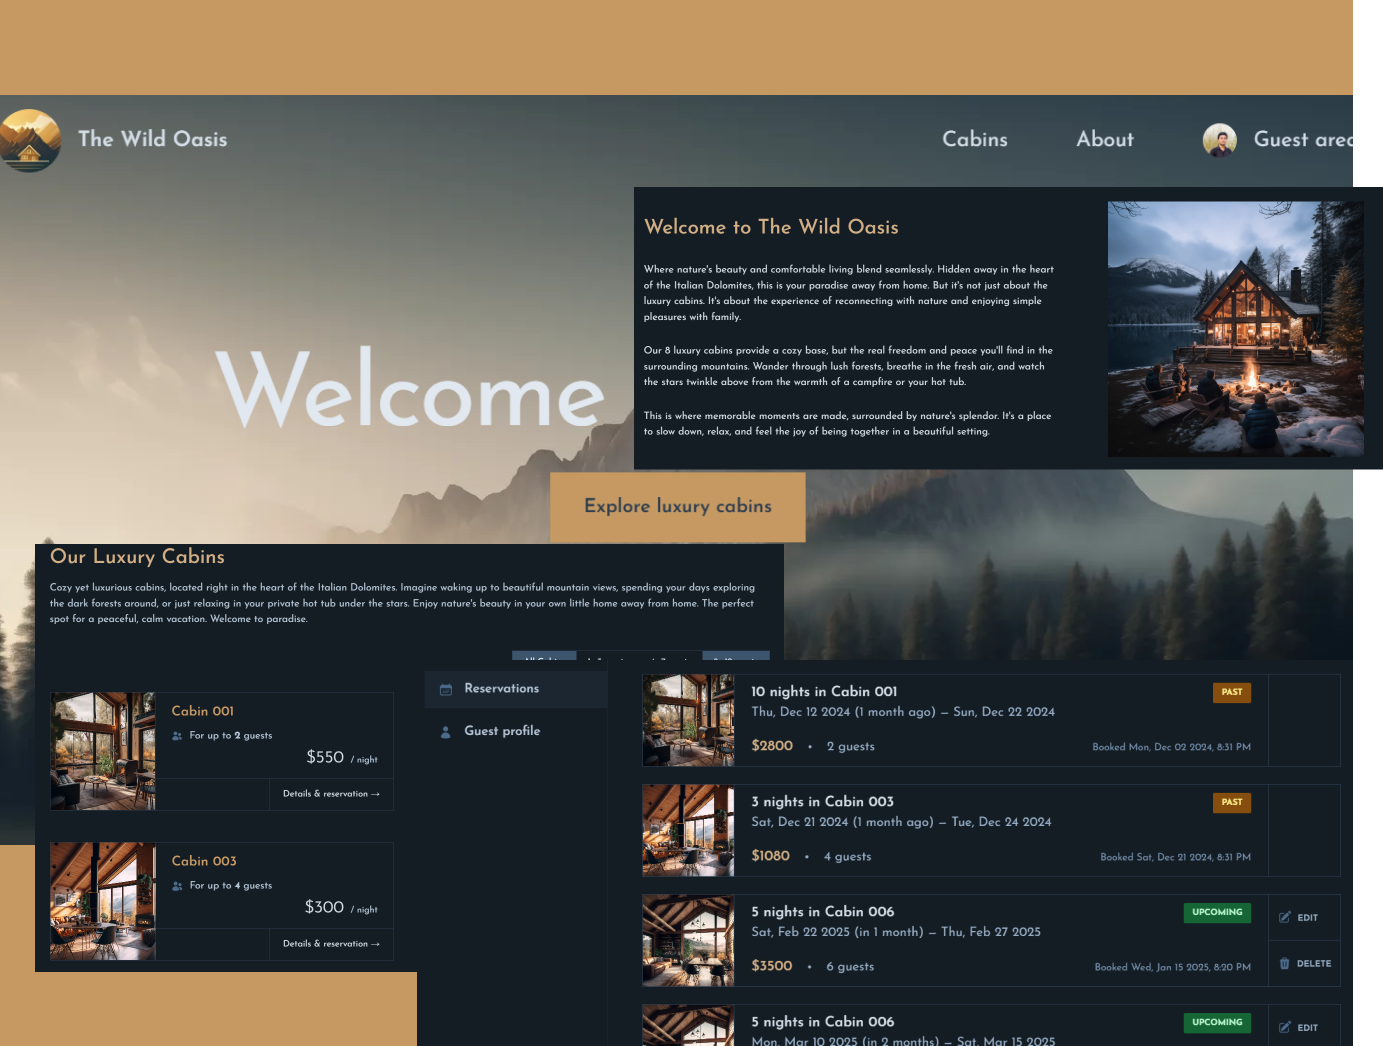 The Wild Oasis
Cabins
About
Guest area
Welcome
Welcome to The Wild Oasis
Where nature's beauty and comfortable living blend seamlessly. Hidden away in the heart
of the Italian Dolomites, this is your paradise away from home. But it's not just about the
luxury cabins. It's about the experience of reconnecting with nature and enjoying simple
pleasures with family.
Our 8 luxury cabins provide a cozy base, but the real freedom and peace you'll find in the
surrounding mountains. Wander through lush forests, breathe in the fresh air, and watch
the stars twinkle above from the warmth of a campfire or your hot tub.
This is where memorable moments are made, surrounded by nature's splendor. It's a place
to slow down, relax, and feel the joy of being together in a beautiful setting.
Explore luxury cabins
Our Luxury Cabins
Cozy yet luxurious cabins, located right in the heart of the Italian Dolomites. Imagine waking up to beautiful mountain views, spending your days exploring
the dark forests around, or just relaxing in your private hot tub under the stars. Enjoy nature's beauty in your own little home away from home. The perfect
spot for a peaceful, calm vacation. Welcome to paradise.
Cabin 001
For up to 2 guests
$550 / night
Details & reservation →
Cabin 003
For up to 4 guests
$300 / night
Details & reservation →
Reservations
Guest profile
10 nights in Cabin 001
PAST
Thu, Dec 12 2024 (1 month ago) — Sun, Dec 22 2024
$2800 • 2 guests
Booked Mon, Dec 02 2024, 8:31 PM
3 nights in Cabin 003
PAST
Sat, Dec 21 2024 (1 month ago) — Tue, Dec 24 2024
$1080 • 4 guests
Booked Sat, Dec 21 2024, 8:31 PM
5 nights in Cabin 006
UPCOMING
EDIT
Sat, Feb 22 2025 (in 1 month) — Thu, Feb 27 2025
$3500 • 6 guests
Booked Wed, Jan 15 2025, 8:20 PM
DELETE
5 nights in Cabin 006
UPCOMING
EDIT
Mon, Mar 10 2025 (in 2 months) — Sat, Mar 15 2025